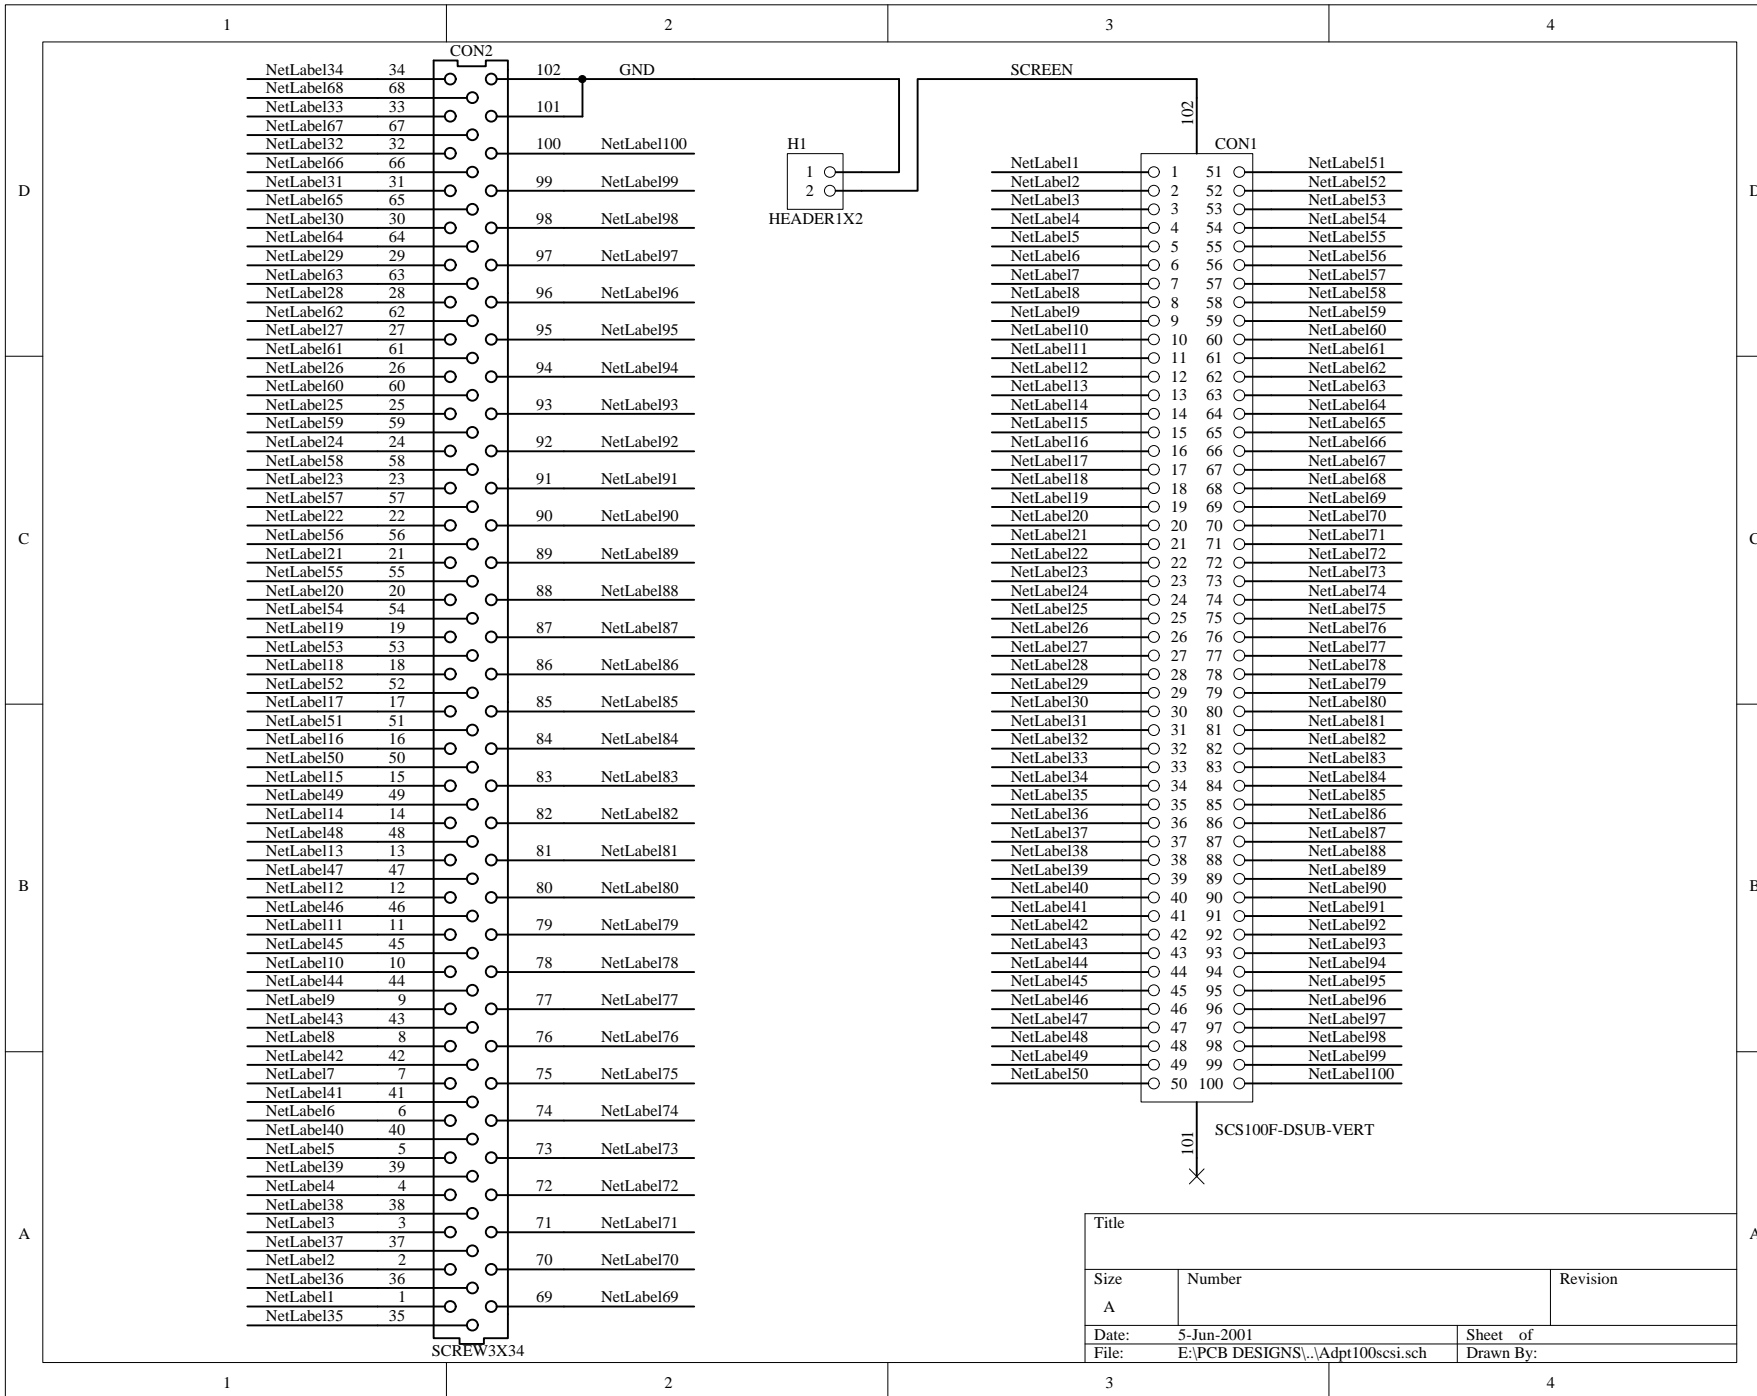 1 2 3 4
CON2
NetLabel34 34 102 GND SCREEN
NetLabel68 68
NetLabel33 33 101 102
NetLabel67 67
NetLabel32 32 100 NetLabel100 H1 CON1
NetLabel66 66 NetLabel1 1 51 NetLabel51
D NetLabel31 31 99 NetLabel99 1 NetLabel2 2 52 NetLabel52 D
NetLabel65 65 2 NetLabel3 3 53 NetLabel53
NetLabel30 30 98 NetLabel98 HEADER1X2 NetLabel4 4 54 NetLabel54
NetLabel64 64 NetLabel5 5 55 NetLabel55
NetLabel29 29 97 NetLabel97 NetLabel6 6 56 NetLabel56
NetLabel63 63 NetLabel7 7 57 NetLabel57
NetLabel28 28 96 NetLabel96 NetLabel8 8 58 NetLabel58
NetLabel62 62 NetLabel9 9 59 NetLabel59
NetLabel27 27 95 NetLabel95 NetLabel10 10 60 NetLabel60
NetLabel61 61 NetLabel11 11 61 NetLabel61
NetLabel26 26 94 NetLabel94 NetLabel12 12 62 NetLabel62
NetLabel60 60 NetLabel13 13 63 NetLabel63
NetLabel25 25 93 NetLabel93 NetLabel14 14 64 NetLabel64
NetLabel59 59 NetLabel15 15 65 NetLabel65
NetLabel24 24 92 NetLabel92 NetLabel16 16 66 NetLabel66
NetLabel58 58 NetLabel17 17 67 NetLabel67
NetLabel23 23 91 NetLabel91 NetLabel18 18 68 NetLabel68
NetLabel57 57 NetLabel19 19 69 NetLabel69
NetLabel22 22 90 NetLabel90 NetLabel20 20 70 NetLabel70
C NetLabel56 56 NetLabel21 21 71 NetLabel71 C
NetLabel21 21 89 NetLabel89 NetLabel22 22 72 NetLabel72
NetLabel55 55 NetLabel23 23 73 NetLabel73
NetLabel20 20 88 NetLabel88 NetLabel24 24 74 NetLabel74
NetLabel54 54 NetLabel25 25 75 NetLabel75
NetLabel19 19 87 NetLabel87 NetLabel26 26 76 NetLabel76
NetLabel53 53 NetLabel27 27 77 NetLabel77
NetLabel18 18 86 NetLabel86 NetLabel28 28 78 NetLabel78
NetLabel52 52 NetLabel29 29 79 NetLabel79
NetLabel17 17 85 NetLabel85 NetLabel30 30 80 NetLabel80
NetLabel51 51 NetLabel31 31 81 NetLabel81
NetLabel16 16 84 NetLabel84 NetLabel32 32 82 NetLabel82
NetLabel50 50 NetLabel33 33 83 NetLabel83
NetLabel15 15 83 NetLabel83 NetLabel34 34 84 NetLabel84
NetLabel49 49 NetLabel35 35 85 NetLabel85
NetLabel14 14 82 NetLabel82 NetLabel36 36 86 NetLabel86
NetLabel48 48 NetLabel37 37 87 NetLabel87
NetLabel13 13 81 NetLabel81 NetLabel38 38 88 NetLabel88
NetLabel47 47 NetLabel39 39 89 NetLabel89
B NetLabel12 12 80 NetLabel80 NetLabel40 40 90 NetLabel90 B
NetLabel46 46 NetLabel41 41 91 NetLabel91
NetLabel11 11 79 NetLabel79 NetLabel42 42 92 NetLabel92
NetLabel45 45 NetLabel43 43 93 NetLabel93
NetLabel10 10 78 NetLabel78 NetLabel44 44 94 NetLabel94
NetLabel44 44 NetLabel45 45 95 NetLabel95
NetLabel9 9 77 NetLabel77 NetLabel46 46 96 NetLabel96
NetLabel43 43 NetLabel47 47 97 NetLabel97
NetLabel8 8 76 NetLabel76 NetLabel48 48 98 NetLabel98
NetLabel42 42 NetLabel49 49 99 NetLabel99
NetLabel7 7 75 NetLabel75 NetLabel50 50 100 NetLabel100
NetLabel41 41
NetLabel6 6 74 NetLabel74
NetLabel40 40 101 SCS100F-DSUB-VERT
NetLabel5 5 73 NetLabel73
NetLabel39 39
NetLabel4 4 72 NetLabel72
NetLabel38 38
NetLabel3 3 71 NetLabel71 Title
A NetLabel37 37 A
NetLabel2 2 70 NetLabel70
NetLabel36 36 Size Number Revision
NetLabel1 1 69 NetLabel69 A
NetLabel35 35
Date: 5-Jun-2001 Sheet of
SCREW3X34 File: E:\PCB DESIGNS\..\Adpt100scsi.sch Drawn By:
1 2 3 4